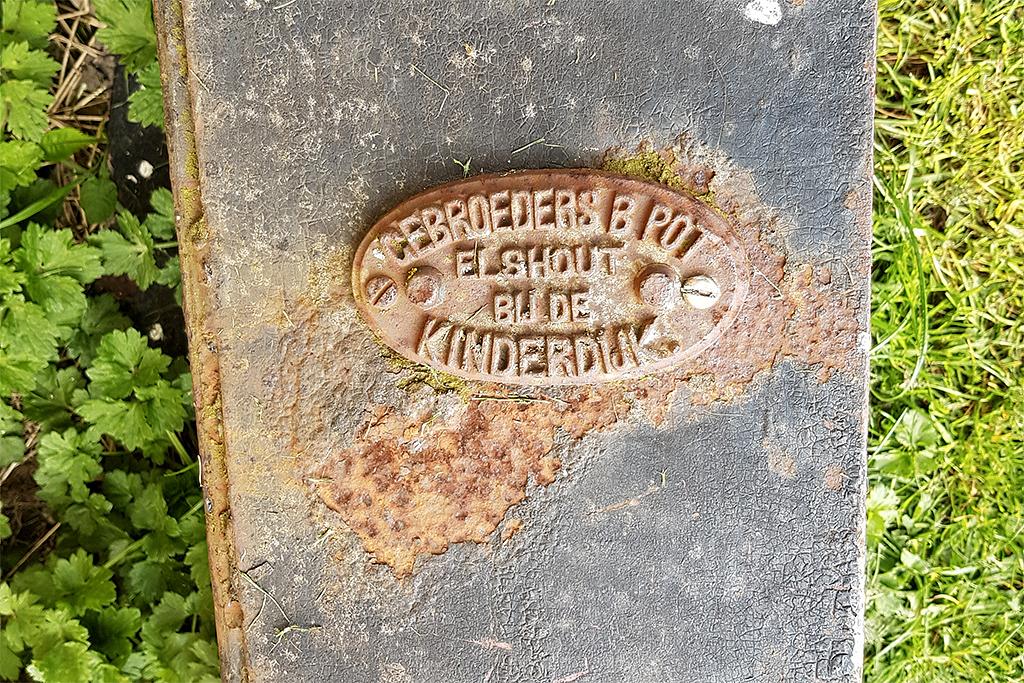 GEBROEDERS B POT
ELSHOUT
BIJ DE
KINDERDIJK